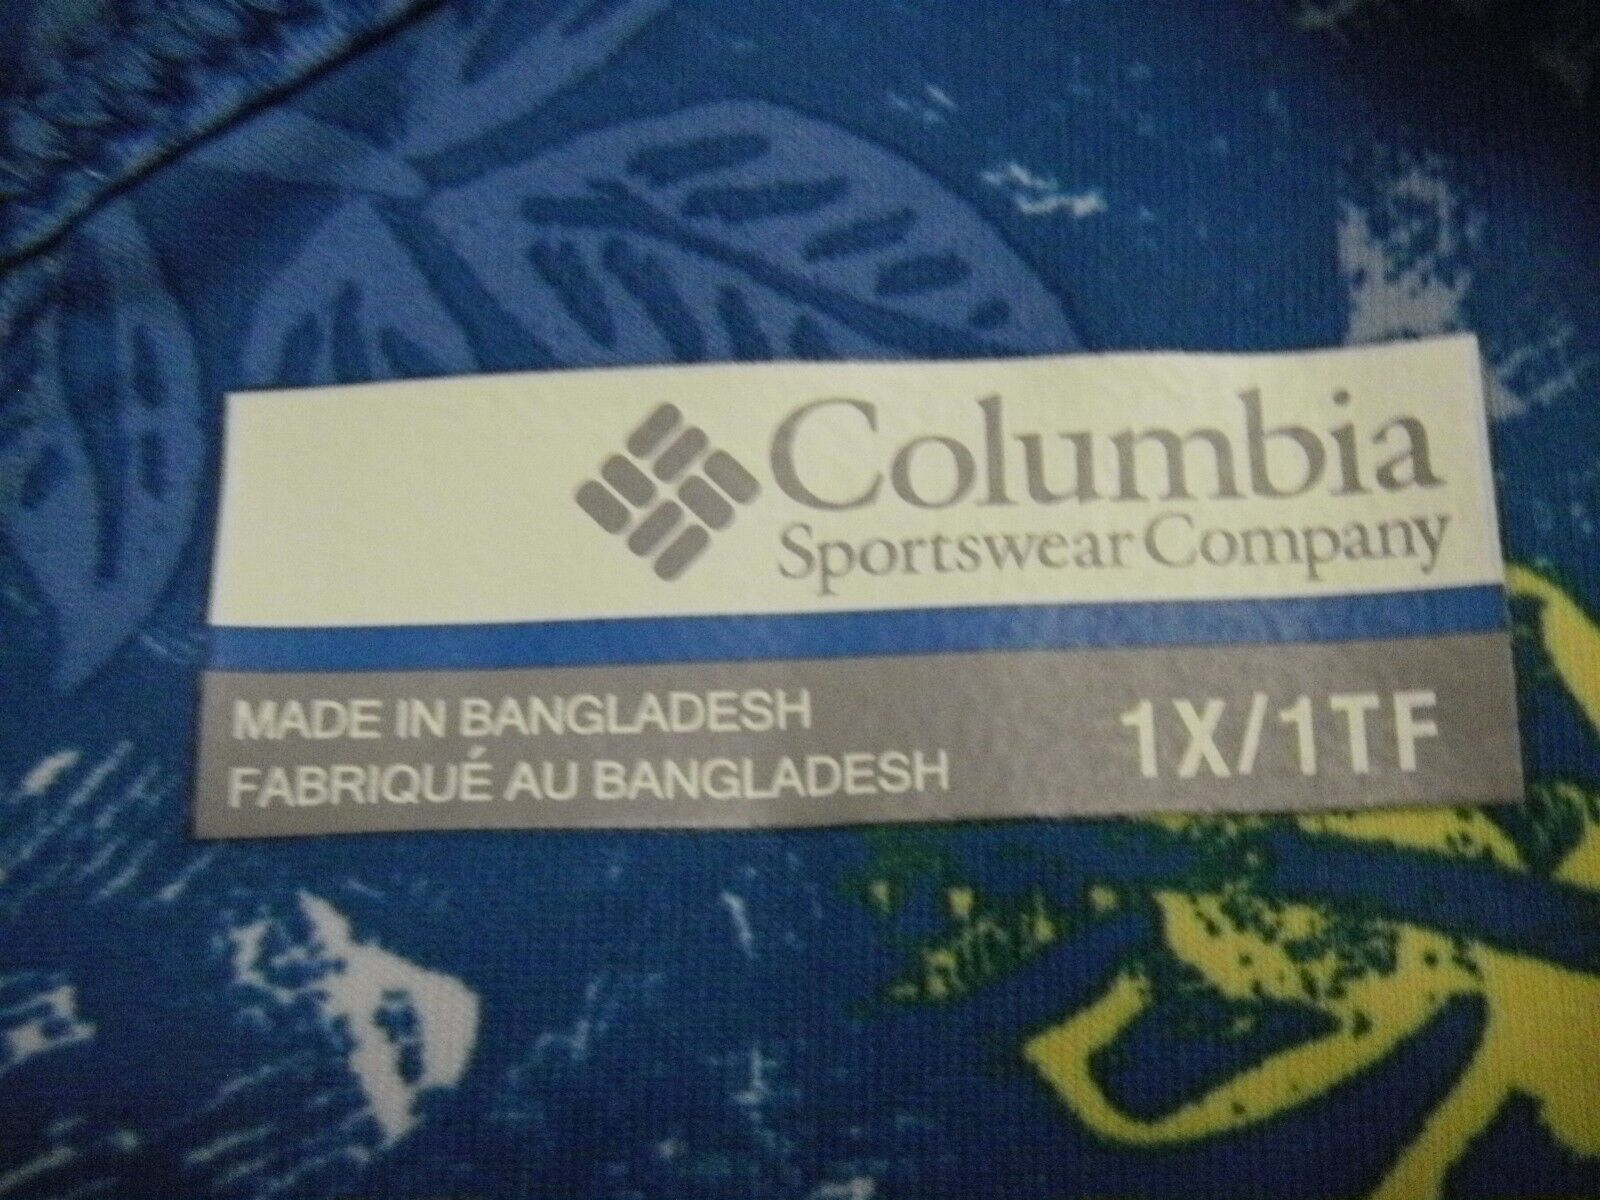 Columbia
Sportswear Company
MADE IN BANGLADESH
FABRIQUÉ AU BANGLADESH
1X/1TF